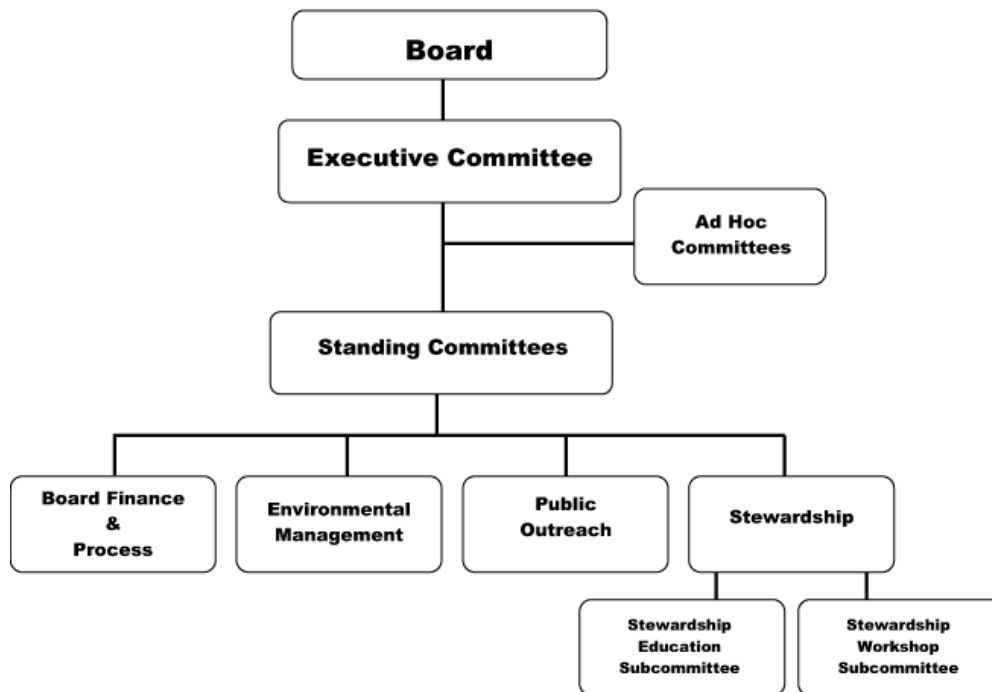 Board
Executive Committee
Ad Hoc
Committees
Standing Committees
Board Finance
&
Process
Environmental
Management
Public
Outreach
Stewardship
Stewardship
Education
Subcommittee
Stewardship
Workshop
Subcommittee